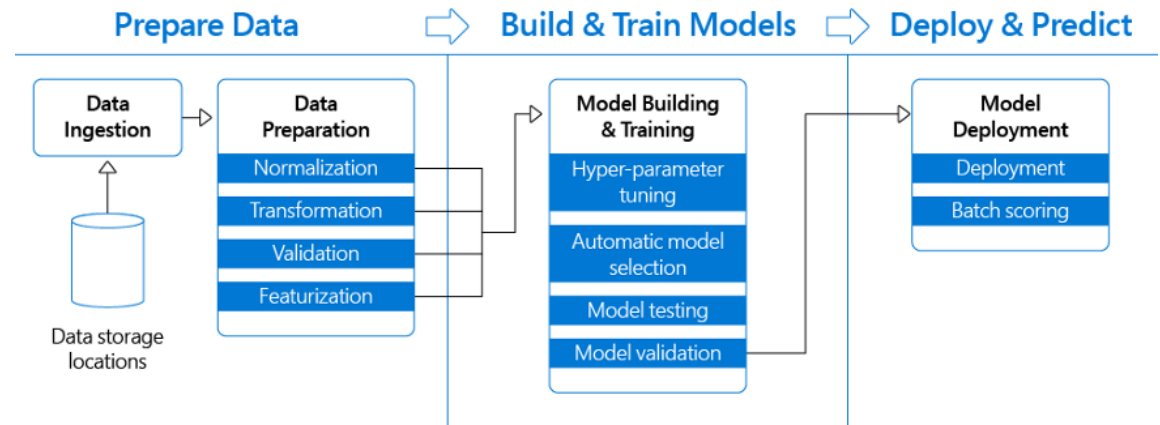 Prepare Data
Build & Train Models
Deploy & Predict
Data
Ingestion
Data storage
locations
Data
Preparation
Normalization
Transformation
Validation
Featurization
Model Building
& Training
Hyper-parameter
tuning
Automatic model
selection
Model testing
Model validation
Model
Deployment
Deployment
Batch scoring